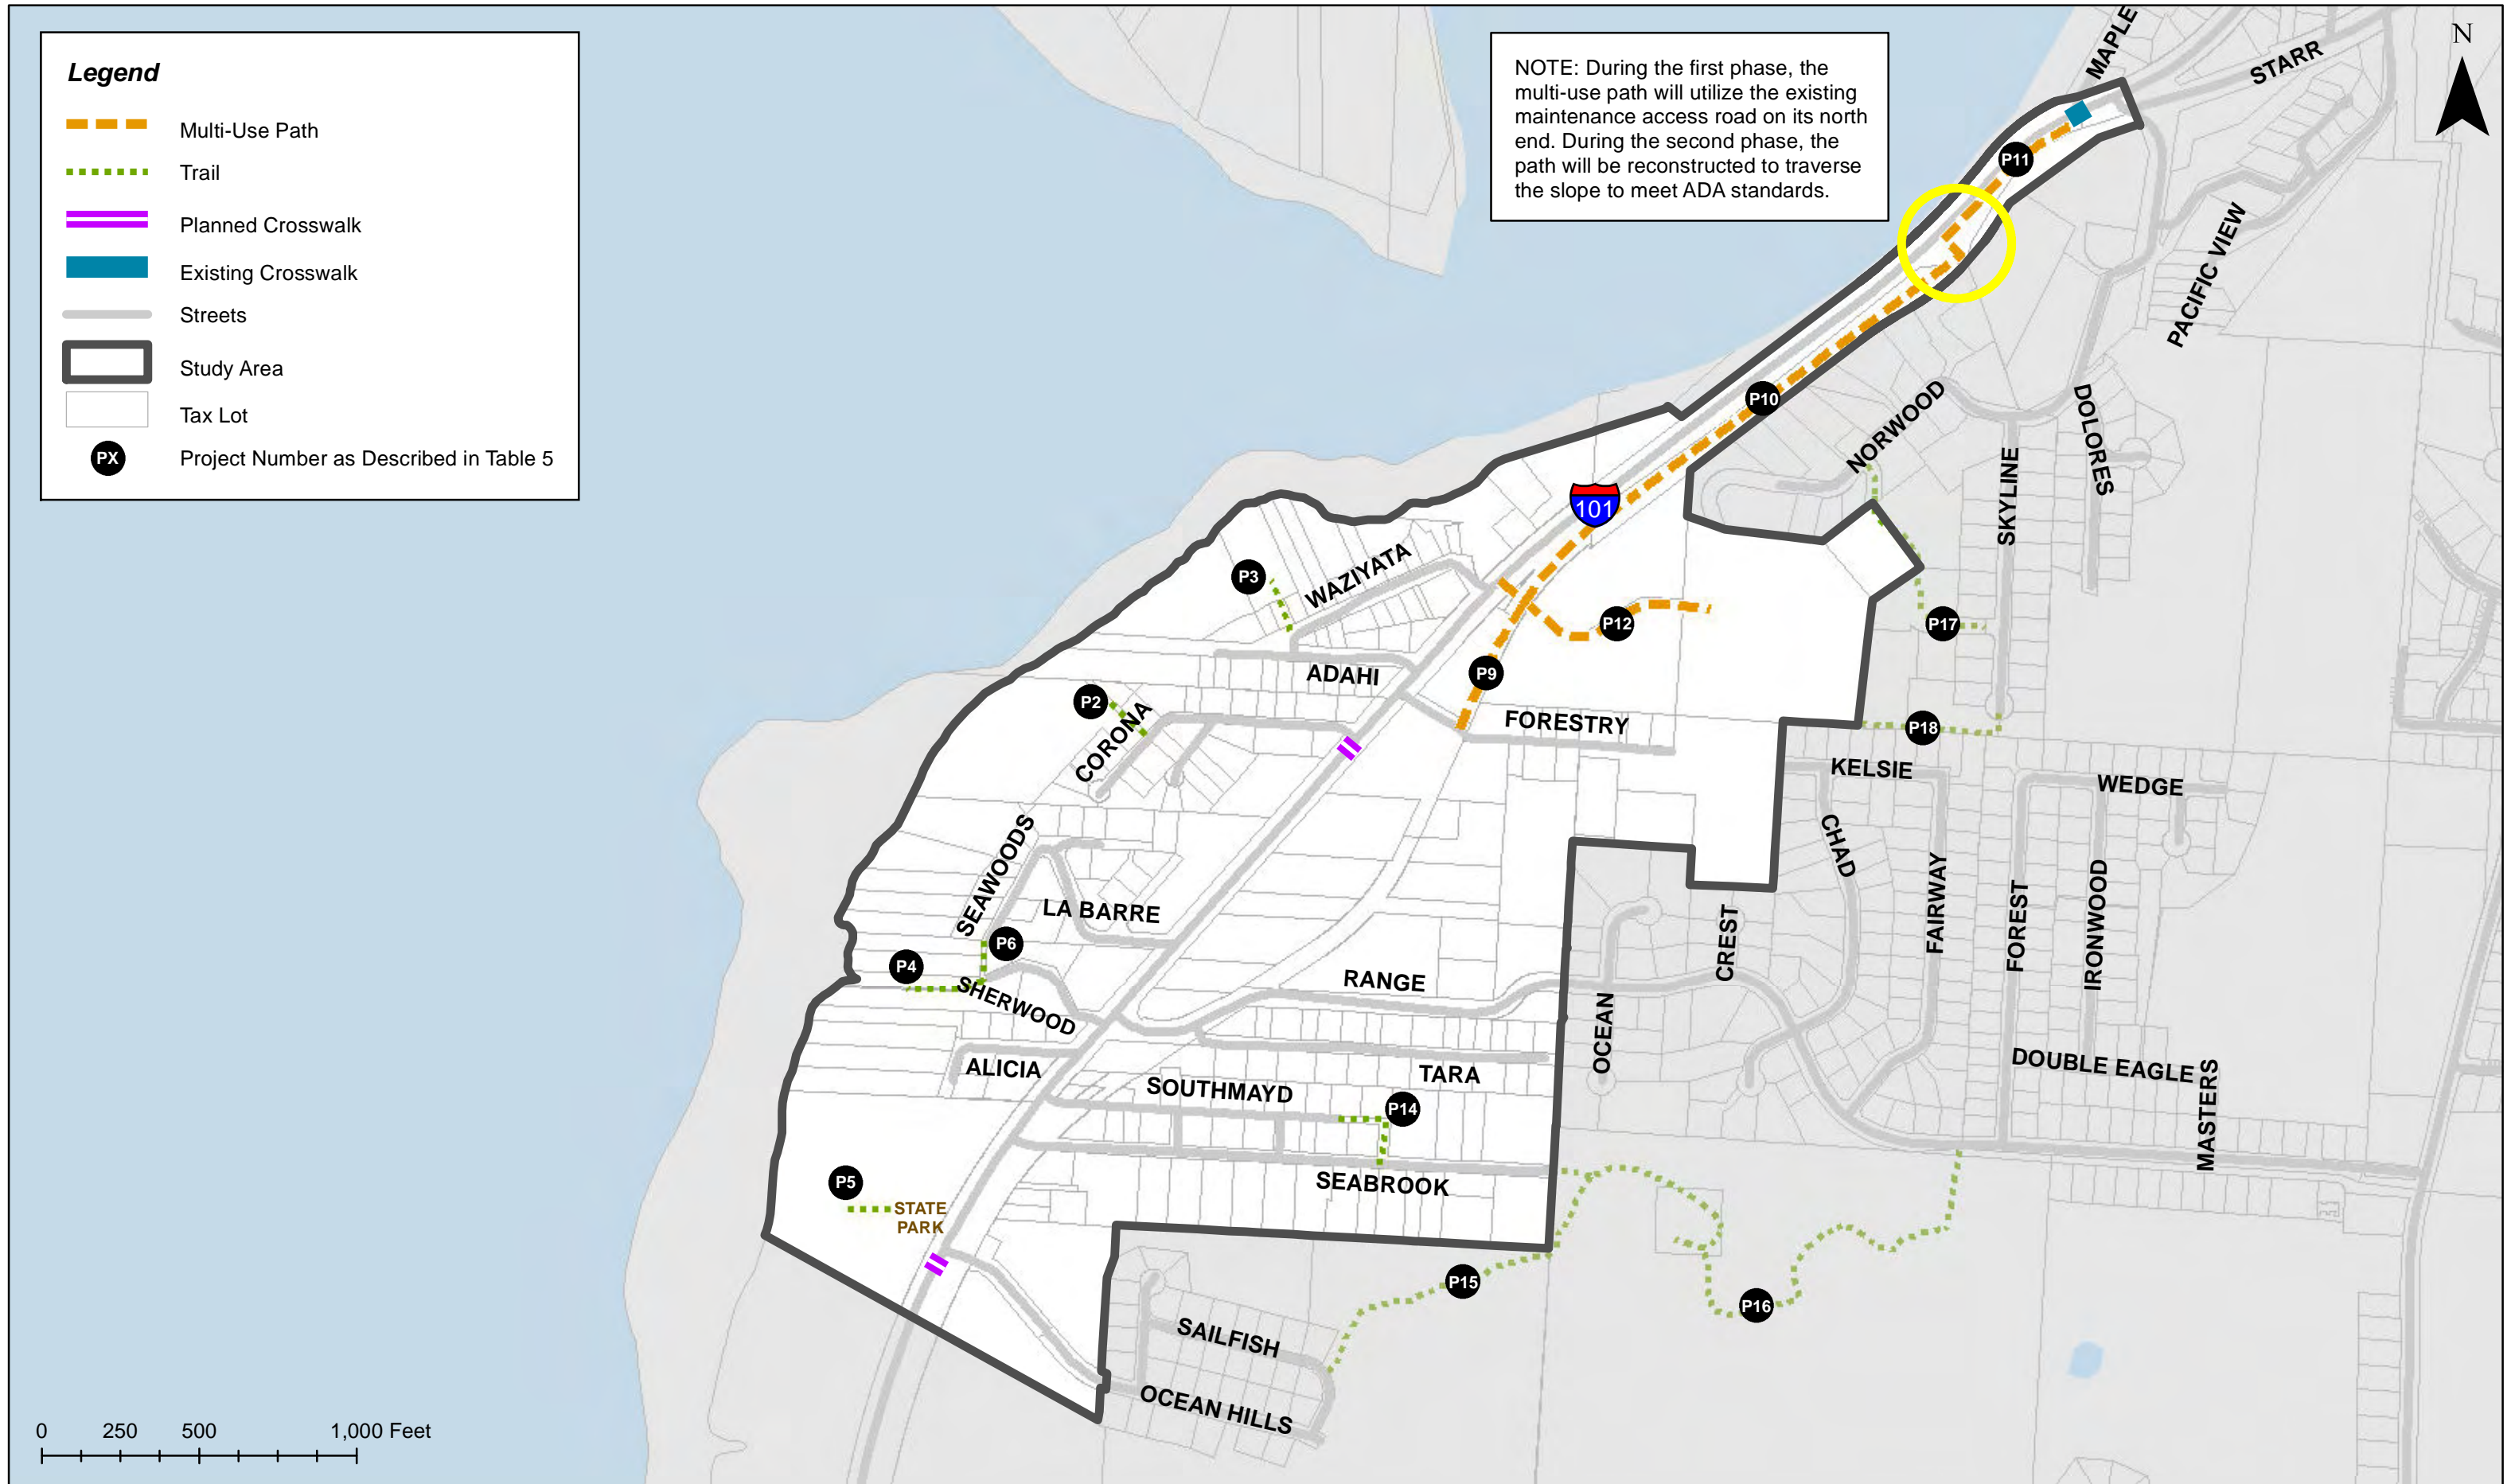 Legend
Multi-Use Path
Trail
Planned Crosswalk
Existing Crosswalk
Streets
Study Area
Tax Lot
PX Project Number as Described in Table 5
NOTE: During the first phase, the
multi-use path will utilize the existing
maintenance access road on its north
end. During the second phase, the
path will be reconstructed to traverse
the slope to meet ADA standards.
N
MAPLE
STARR
P11
PACIFIC VIEW
P10
NORWOOD
DOLORES
SKYLINE
101
WAZIYATA
P3
P12
P17
ADAHI
P9
P2
CORONA
FORESTRY
P18
KELSIE
WEDGE
CHAD
SEAWOODS
LA BARRE
FAIRWAY
FOREST
IRONWOOD
CREST
P6
P4
SHERWOOD
RANGE
OCEAN
ALICIA
TARA
DOUBLE EAGLE
MASTERS
SOUTHMAYD
P14
SEABROOK
P5
STATE
PARK
P15
P16
SAILFISH
OCEAN HILLS
0 250 500 1,000 Feet